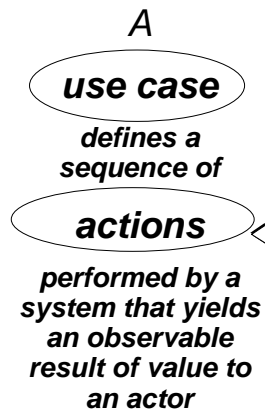 A
use case
defines a
sequence of
actions
performed by a
system that yields
an observable
result of value to
an actor